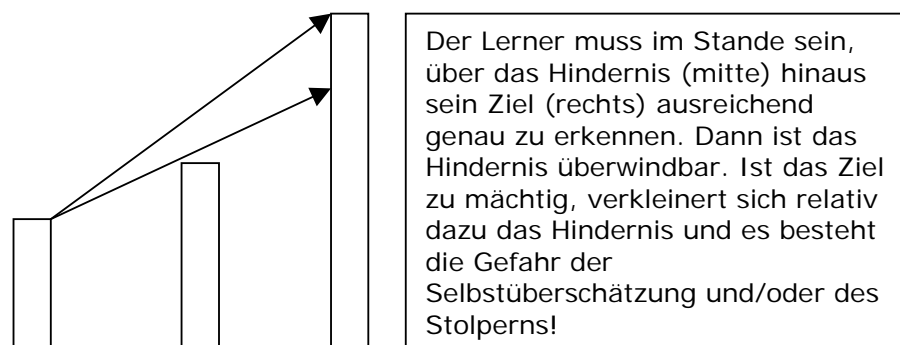 Der Lerner muss im Stande sein,
über das Hindernis (mitte) hinaus
sein Ziel (rechts) ausreichend
genau zu erkennen. Dann ist das
Hindernis überwindbar. Ist das Ziel
zu mächtig, verkleinert sich relativ
dazu das Hindernis und es besteht
die Gefahr der
Selbstüberschätzung und/oder des
Stolperns!